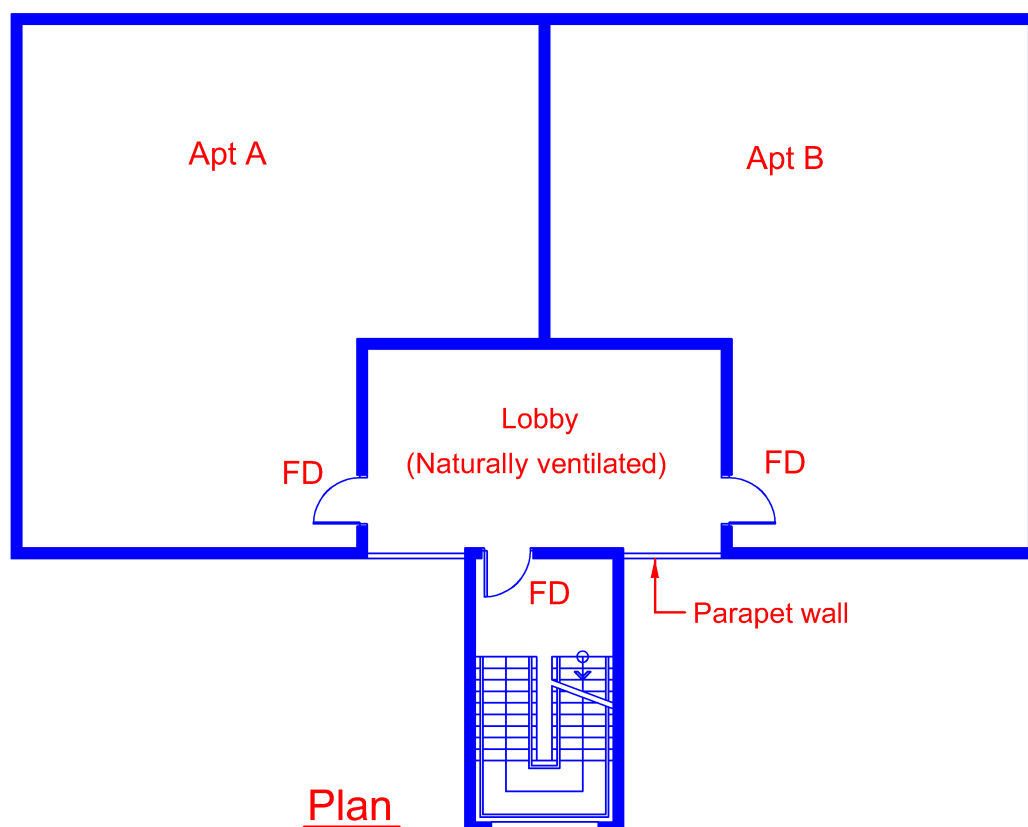 Apt A
Apt B
Lobby
(Naturally ventilated)
FD
FD
FD
Parapet wall
Plan